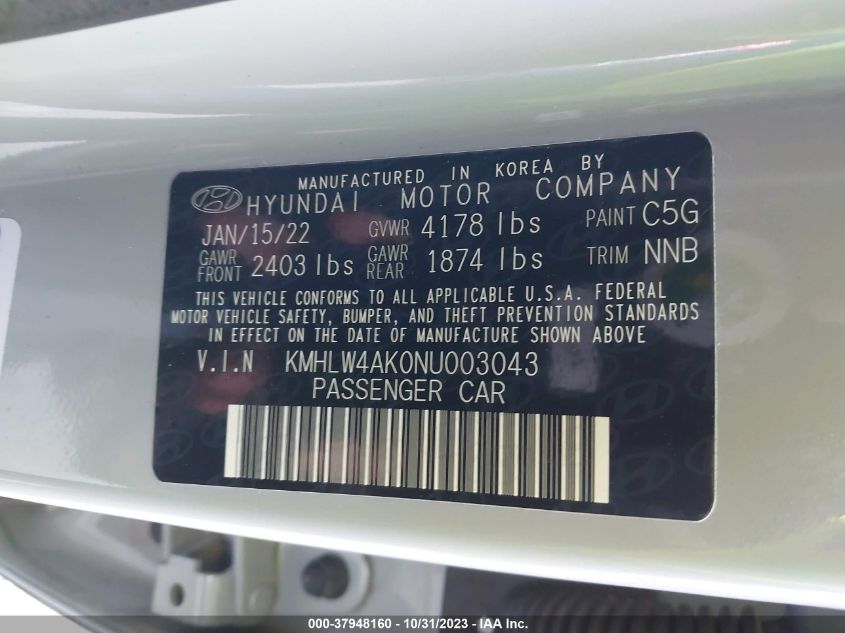 MANUFACTURED IN KOREA BY
HYUNDAI MOTOR COMPANY
JAN/15/22 GVWR 4178 lbs PAINT C5G
GAWR FRONT 2403 lbs GAWR REAR 1874 lbs TRIM NNB
THIS VEHICLE CONFORMS TO ALL APPLICABLE U.S.A. FEDERAL
MOTOR VEHICLE SAFETY, BUMPER, AND THEFT PREVENTION STANDARDS
IN EFFECT ON THE DATE OF MANUFACTURE SHOWN ABOVE
V.I.N KMHLW4AK0NU003043
PASSENGER CAR
000-37948160 - 10/31/2023 - IAA Inc.